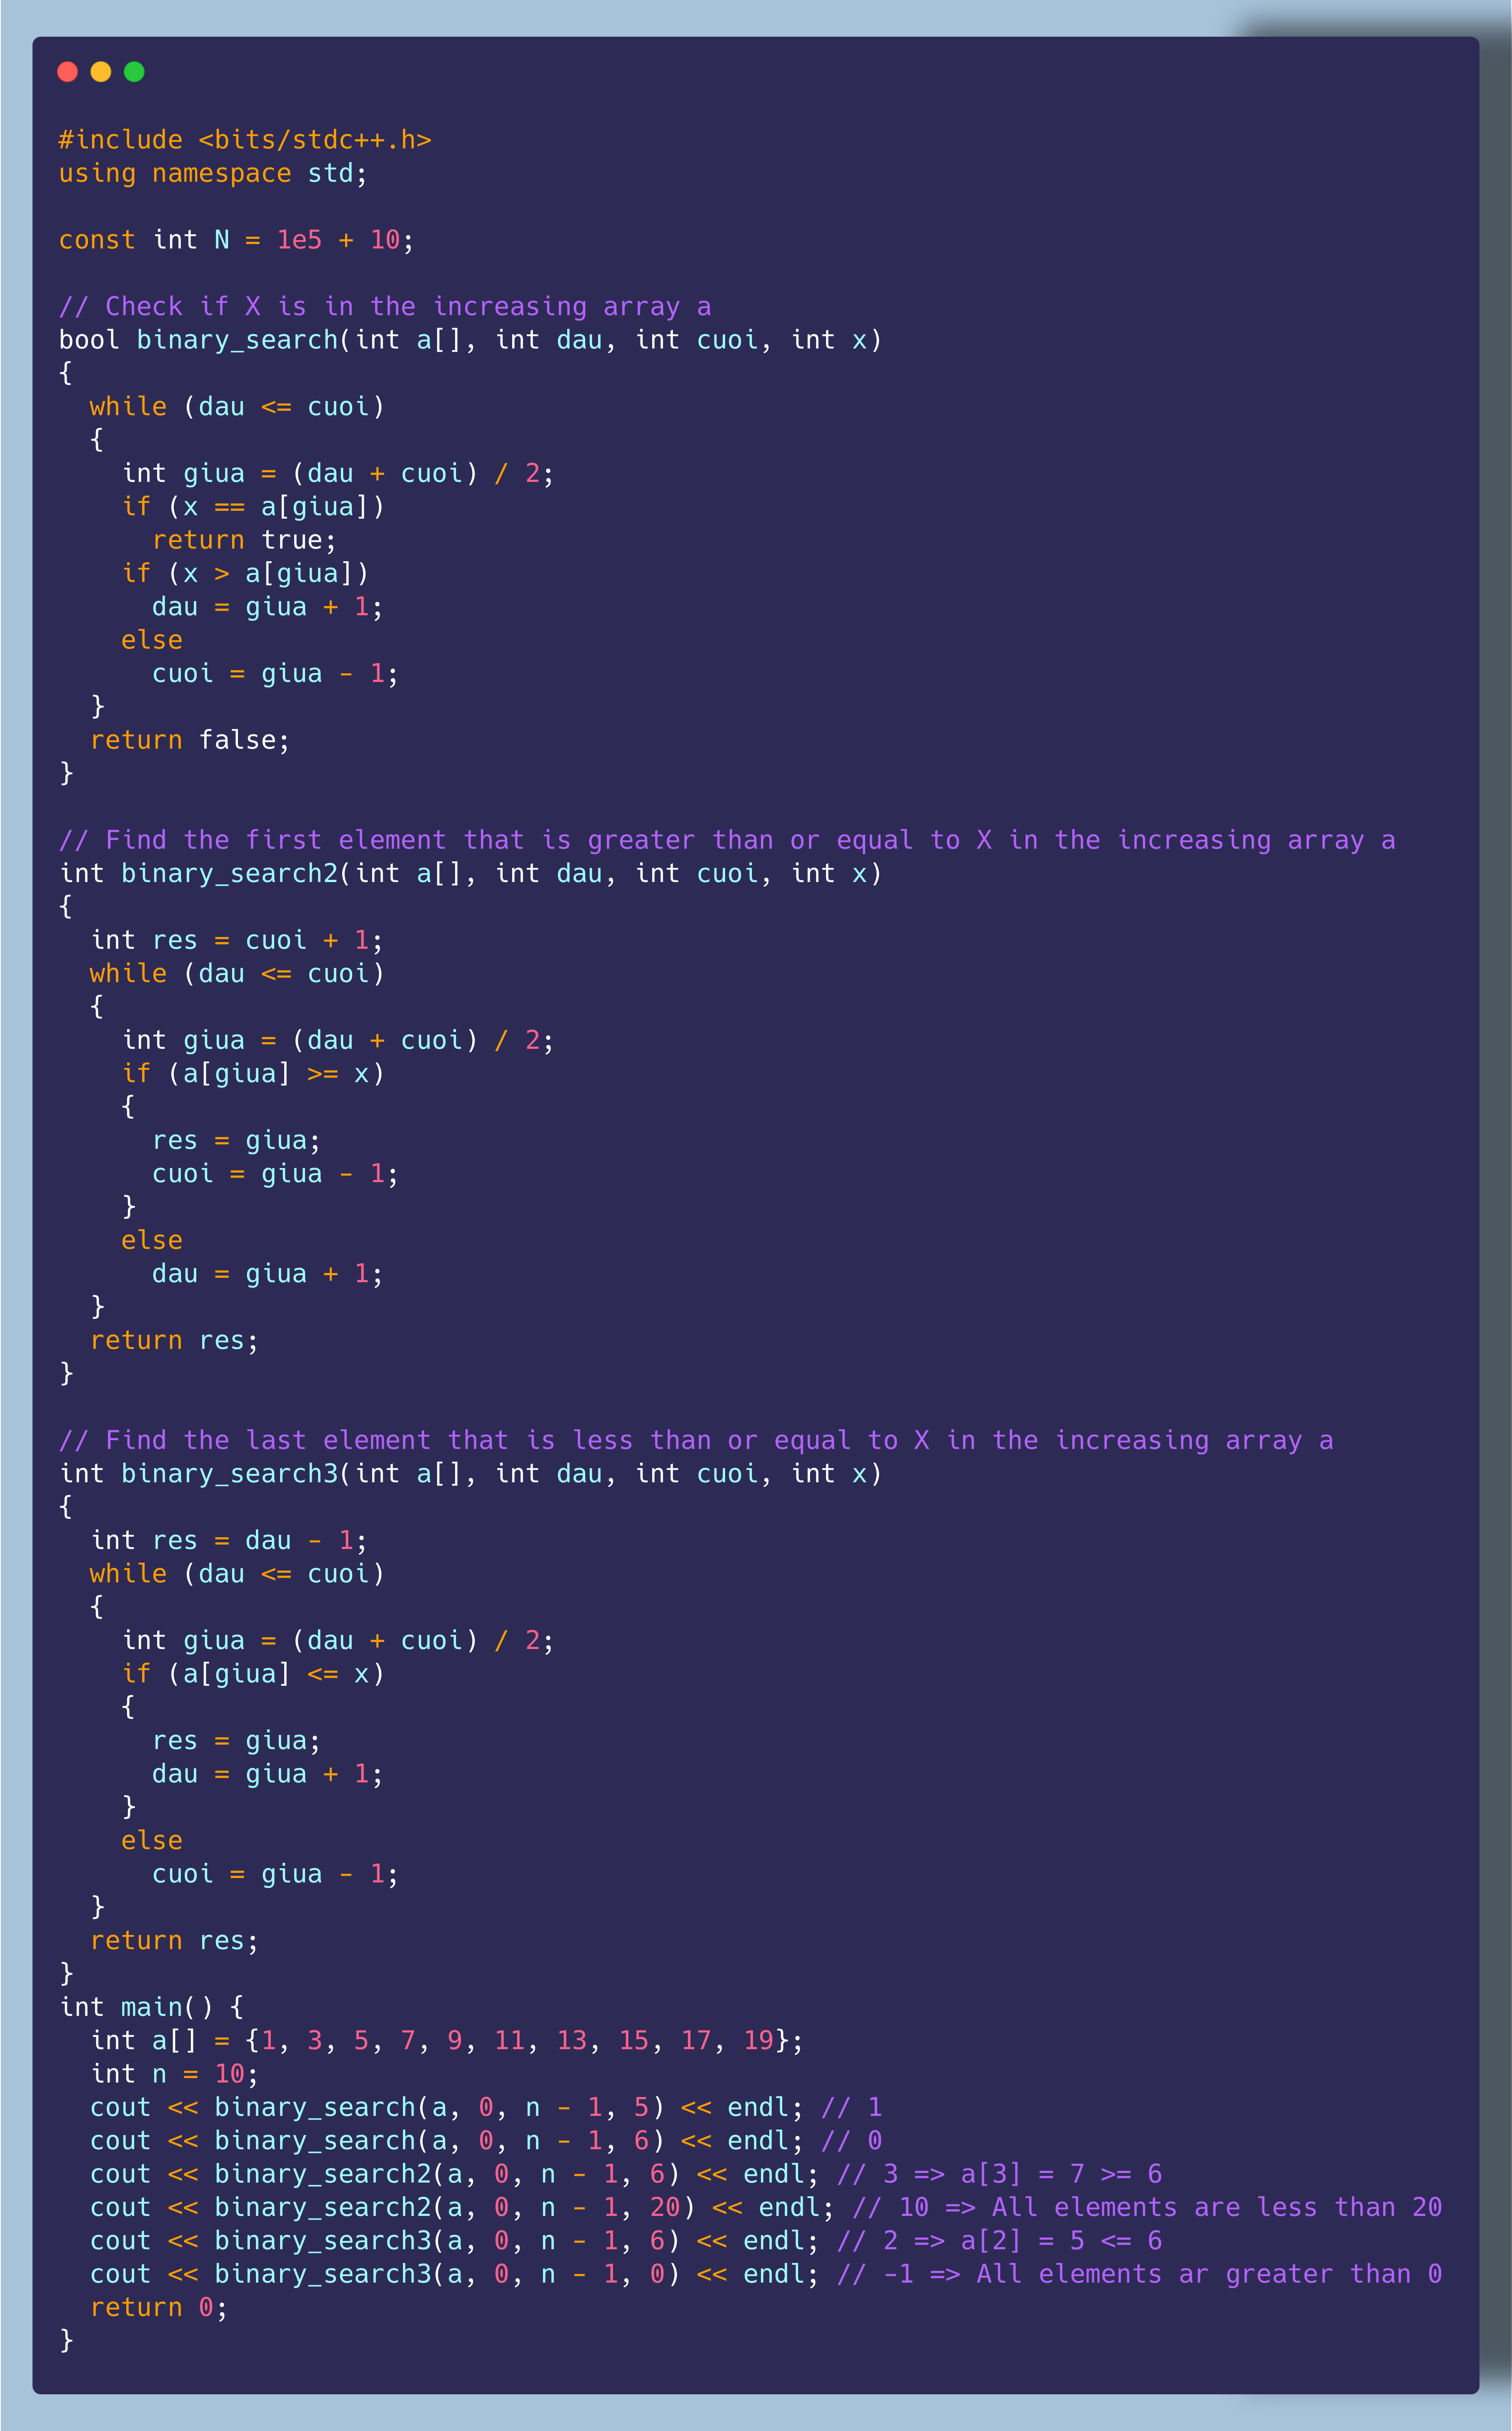 #include <bits/stdc++.h>
using namespace std;

const int N = 1e5 + 10;

// Check if X is in the increasing array a
bool binary_search(int a[], int dau, int cuoi, int x)
{
  while (dau <= cuoi)
  {
    int giua = (dau + cuoi) / 2;
    if (x == a[giua])
      return true;
    if (x > a[giua])
      dau = giua + 1;
    else
      cuoi = giua - 1;
  }
  return false;
}

// Find the first element that is greater than or equal to X in the increasing array a
int binary_search2(int a[], int dau, int cuoi, int x)
{
  int res = cuoi + 1;
  while (dau <= cuoi)
  {
    int giua = (dau + cuoi) / 2;
    if (a[giua] >= x)
    {
      res = giua;
      cuoi = giua - 1;
    }
    else
      dau = giua + 1;
  }
  return res;
}

// Find the last element that is less than or equal to X in the increasing array a
int binary_search3(int a[], int dau, int cuoi, int x)
{
  int res = dau - 1;
  while (dau <= cuoi)
  {
    int giua = (dau + cuoi) / 2;
    if (a[giua] <= x)
    {
      res = giua;
      dau = giua + 1;
    }
    else
      cuoi = giua - 1;
  }
  return res;
}
int main() {
  int a[] = {1, 3, 5, 7, 9, 11, 13, 15, 17, 19};
  int n = 10;
  cout << binary_search(a, 0, n - 1, 5) << endl; // 1
  cout << binary_search(a, 0, n - 1, 6) << endl; // 0
  cout << binary_search2(a, 0, n - 1, 6) << endl; // 3 => a[3] = 7 >= 6
  cout << binary_search2(a, 0, n - 1, 20) << endl; // 10 => All elements are less than 20
  cout << binary_search3(a, 0, n - 1, 6) << endl; // 2 => a[2] = 5 <= 6
  cout << binary_search3(a, 0, n - 1, 0) << endl; // -1 => All elements ar greater than 0
  return 0;
}